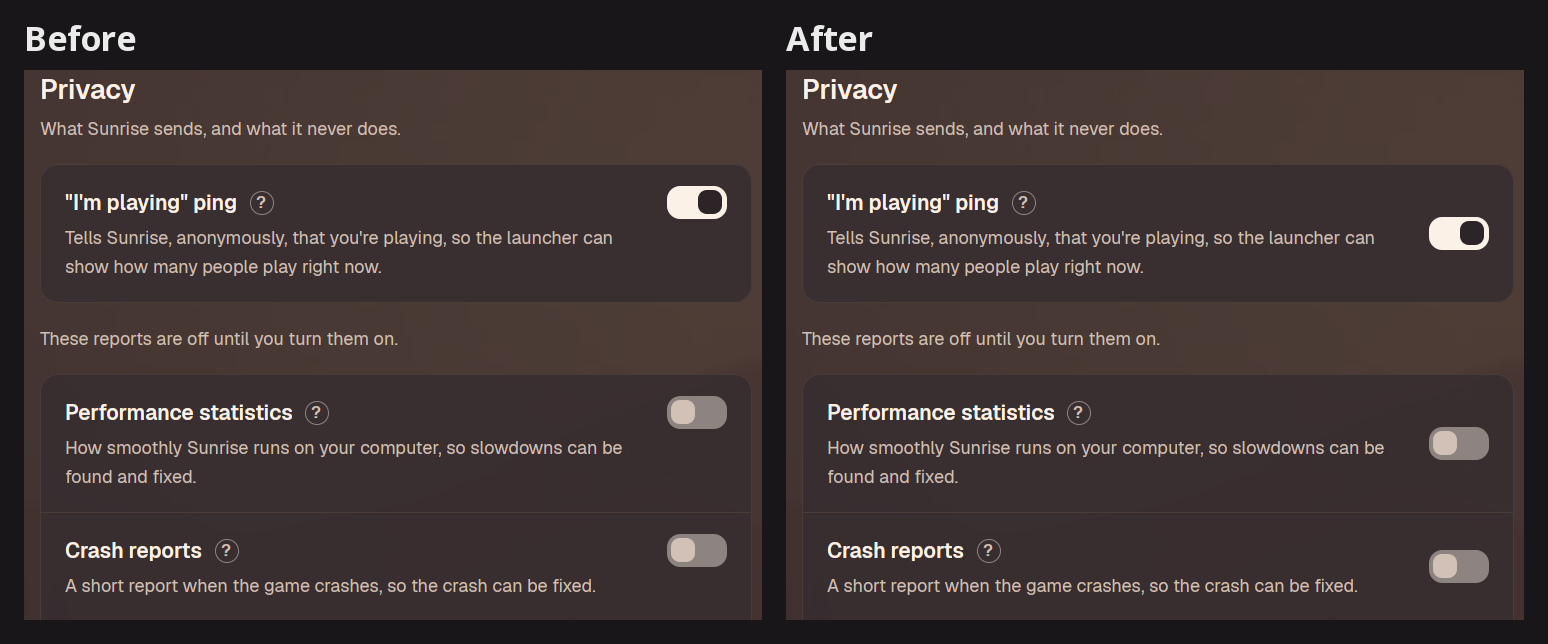 Before
Privacy
What Sunrise sends, and what it never does.
"I'm playing" ping ?
Tells Sunrise, anonymously, that you're playing, so the launcher can
show how many people play right now.
These reports are off until you turn them on.
Performance statistics ?
How smoothly Sunrise runs on your computer, so slowdowns can be
found and fixed.
Crash reports ?
A short report when the game crashes, so the crash can be fixed.
After
Privacy
What Sunrise sends, and what it never does.
"I'm playing" ping ?
Tells Sunrise, anonymously, that you're playing, so the launcher can
show how many people play right now.
These reports are off until you turn them on.
Performance statistics ?
How smoothly Sunrise runs on your computer, so slowdowns can be
found and fixed.
Crash reports ?
A short report when the game crashes, so the crash can be fixed.